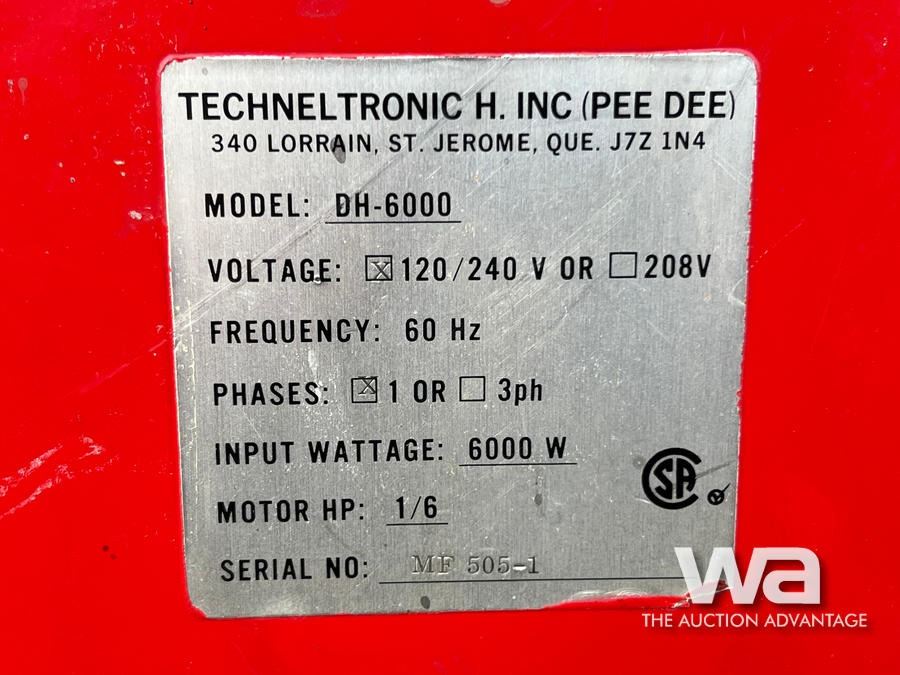 TECHNELTRONIC H. INC (PEE DEE)
340 LORRAIN, ST. JEROME, QUE. J7Z 1N4
MODEL: DH-6000
VOLTAGE: ☒ 120/240 V OR ☐ 208V
FREQUENCY: 60 Hz
PHASES: ☒ 1 OR ☐ 3ph
INPUT WATTAGE: 6000 W
MOTOR HP: 1/6
SERIAL NO: MF 505-1
SA
wa
THE AUCTION ADVANTAGE